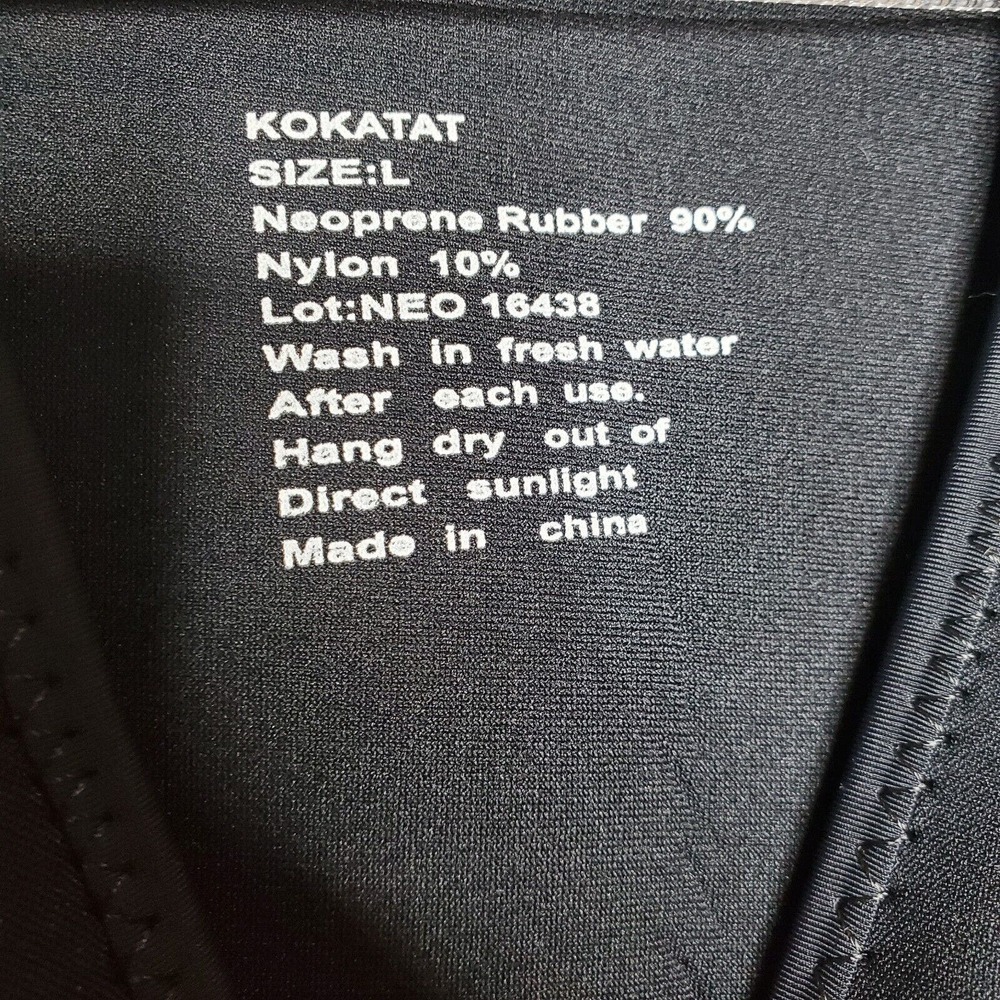 KOKATAT
SIZE:L
Neoprene Rubber 90%
Nylon 10%
Lot:NEO 16438
Wash in fresh water
After each use.
Hang dry out of
Direct sunlight
Made in china